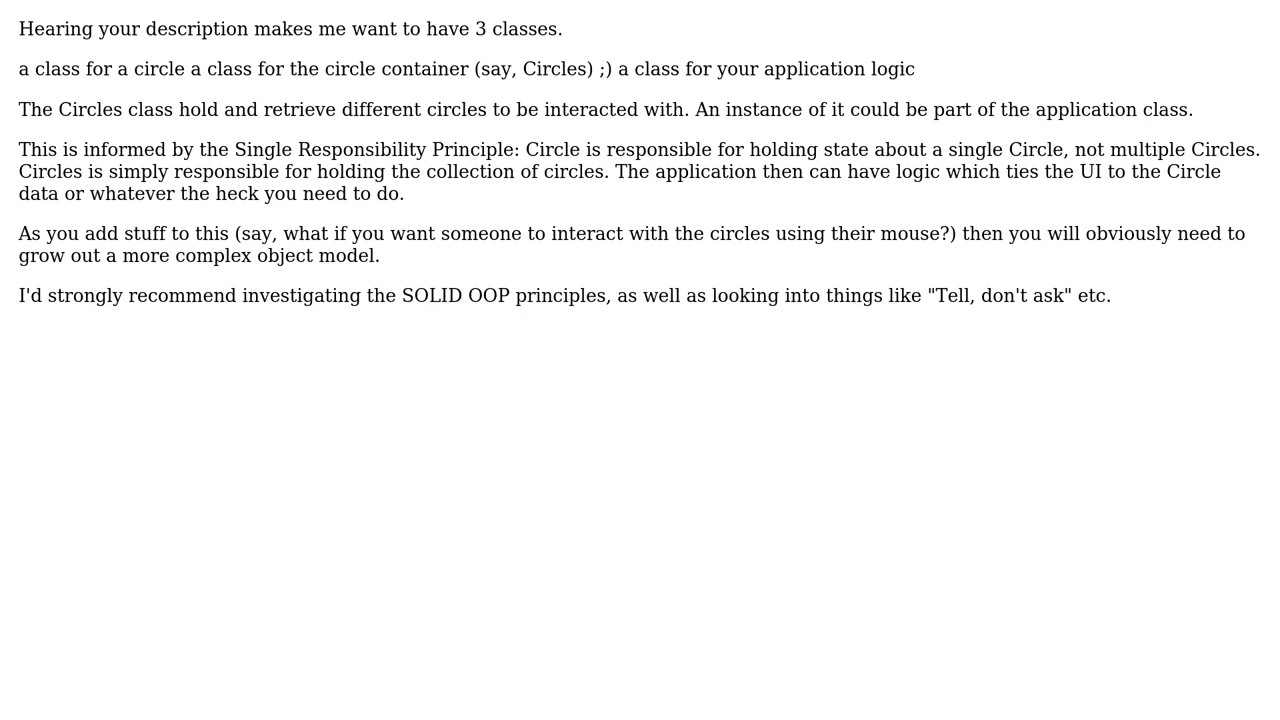 Hearing your description makes me want to have 3 classes.
a class for a circle a class for the circle container (say, Circles) ;) a class for your application logic
The Circles class hold and retrieve different circles to be interacted with. An instance of it could be part of the application class.
This is informed by the Single Responsibility Principle: Circle is responsible for holding state about a single Circle, not multiple Circles.
Circles is simply responsible for holding the collection of circles. The application then can have logic which ties the UI to the Circle
data or whatever the heck you need to do.
As you add stuff to this (say, what if you want someone to interact with the circles using their mouse?) then you will obviously need to
grow out a more complex object model.
I'd strongly recommend investigating the SOLID OOP principles, as well as looking into things like "Tell, don't ask" etc.